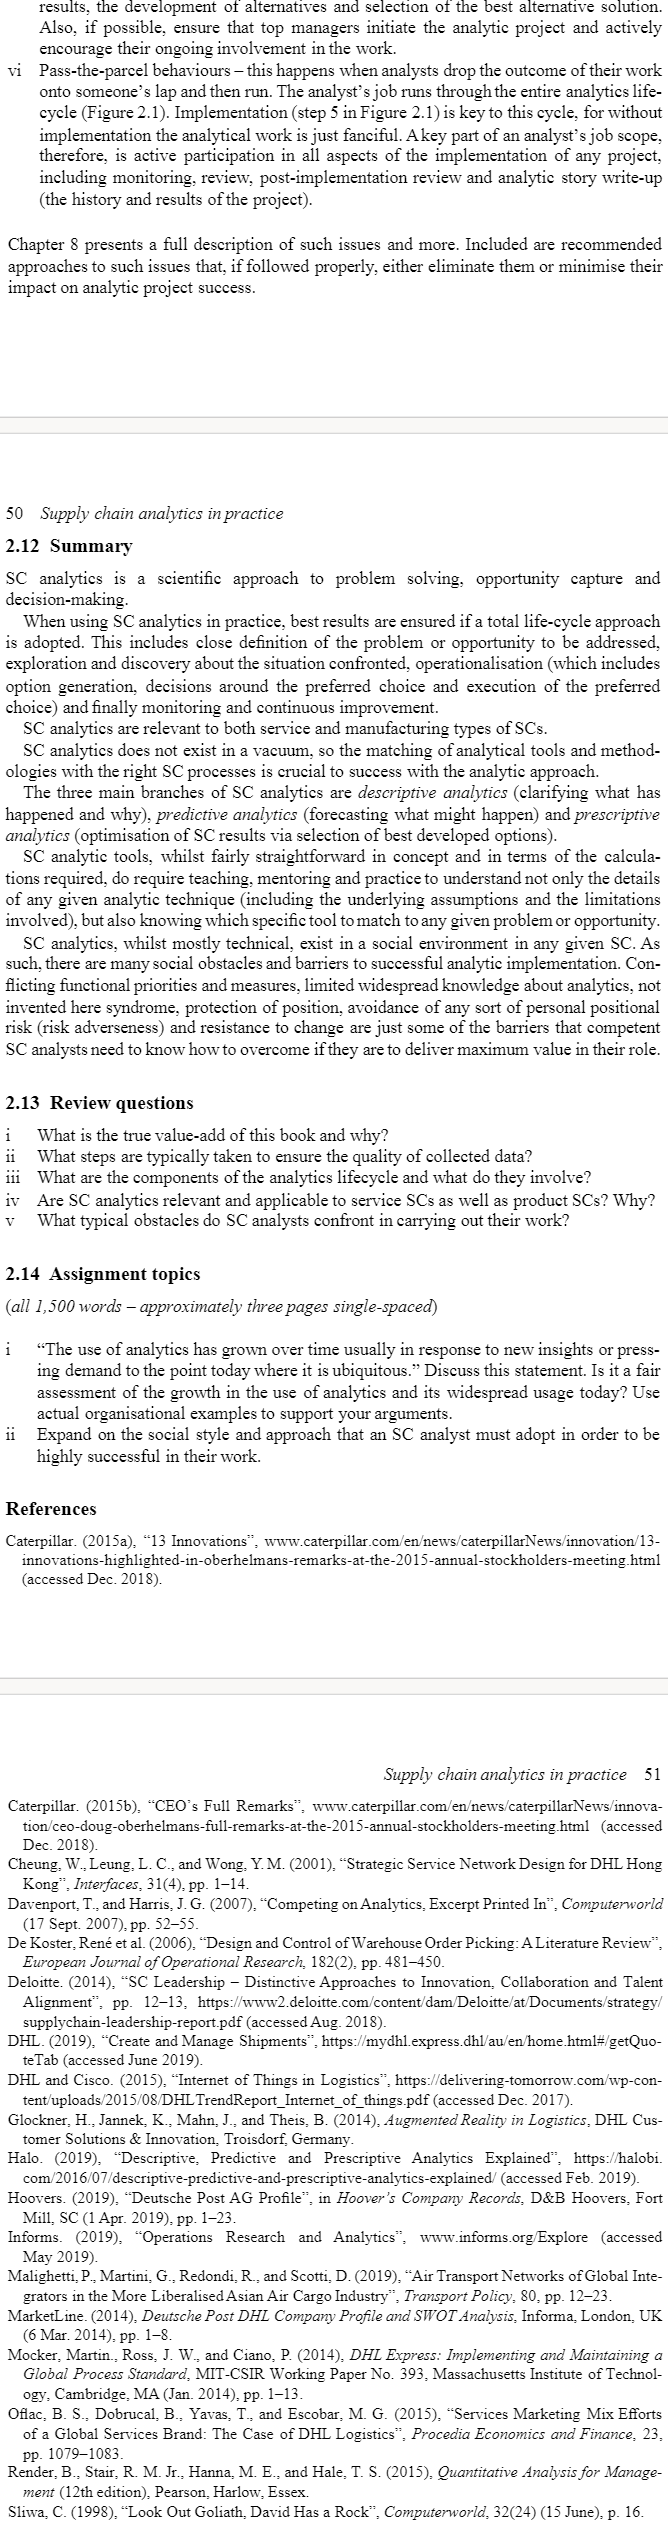 results, the development of alternatives and selection of the best alternative solution.
Also, if possible, ensure that top managers initiate the analytic project and actively
encourage their ongoing involvement in the work.
vi Pass-the-parcel behaviours – this happens when analysts drop the outcome of their work
onto someone's lap and then run. The analyst's job runs through the entire analytics life-
cycle (Figure 2.1). Implementation (step 5 in Figure 2.1) is key to this cycle, for without
implementation the analytical work is just fanciful. A key part of an analyst's job scope,
therefore, is active participation in all aspects of the implementation of any project,
including monitoring, review, post-implementation review and analytic story write-up
(the history and results of the project).
Chapter 8 presents a full description of such issues and more. Included are recommended
approaches to such issues that, if followed properly, either eliminate them or minimise their
impact on analytic project success.
50 Supply chain analytics in practice
2.12 Summary
SC analytics is a scientific approach to problem solving, opportunity capture and
decision-making.
When using SC analytics in practice, best results are ensured if a total life-cycle approach
is adopted. This includes close definition of the problem or opportunity to be addressed,
exploration and discovery about the situation confronted, operationalisation (which includes
option generation, decisions around the preferred choice and execution of the preferred
choice) and finally monitoring and continuous improvement.
SC analytics are relevant to both service and manufacturing types of SCs.
SC analytics does not exist in a vacuum, so the matching of analytical tools and method-
ologies with the right SC processes is crucial to success with the analytic approach.
The three main branches of SC analytics are descriptive analytics (clarifying what has
happened and why), predictive analytics (forecasting what might happen) and prescriptive
analytics (optimisation of SC results via selection of best developed options).
SC analytic tools, whilst fairly straightforward in concept and in terms of the calcula-
tions required, do require teaching, mentoring and practice to understand not only the details
of any given analytic technique (including the underlying assumptions and the limitations
involved), but also knowing which specific tool to match to any given problem or opportunity.
SC analytics, whilst mostly technical, exist in a social environment in any given SC. As
such, there are many social obstacles and barriers to successful analytic implementation. Con-
flicting functional priorities and measures, limited widespread knowledge about analytics, not
invented here syndrome, protection of position, avoidance of any sort of personal positional
risk (risk adverseness) and resistance to change are just some of the barriers that competent
SC analysts need to know how to overcome if they are to deliver maximum value in their role.
2.13 Review questions
i What is the true value-add of this book and why?
ii What steps are typically taken to ensure the quality of collected data?
iii What are the components of the analytics lifecycle and what do they involve?
iv Are SC analytics relevant and applicable to service SCs as well as product SCs? Why?
v What typical obstacles do SC analysts confront in carrying out their work?
2.14 Assignment topics
(all 1,500 words – approximately three pages single-spaced)
i “The use of analytics has grown over time usually in response to new insights or press-
ing demand to the point today where it is ubiquitous.” Discuss this statement. Is it a fair
assessment of the growth in the use of analytics and its widespread usage today? Use
actual organisational examples to support your arguments.
ii Expand on the social style and approach that an SC analyst must adopt in order to be
highly successful in their work.
References
Caterpillar. (2015a), “13 Innovations”, www.caterpillar.com/en/news/caterpillarNews/innovation/13-
innovations-highlighted-in-oberhelmans-remarks-at-the-2015-annual-stockholders-meeting.html
(accessed Dec. 2018).
Supply chain analytics in practice 51
Caterpillar. (2015b), “CEO's Full Remarks”, www.caterpillar.com/en/news/caterpillarNews/innova-
tion/ceo-doug-oberhelmans-full-remarks-at-the-2015-annual-stockholders-meeting.html (accessed
Dec. 2018).
Cheung, W., Leung, L. C., and Wong, Y. M. (2001), “Strategic Service Network Design for DHL Hong
Kong”, Interfaces, 31(4), pp. 1–14.
Davenport, T., and Harris, J. G. (2007), “Competing on Analytics, Excerpt Printed In”, Computerworld
(17 Sept. 2007), pp. 52–55.
De Koster, René et al. (2006), “Design and Control of Warehouse Order Picking: A Literature Review”,
European Journal of Operational Research, 182(2), pp. 481–450.
Deloitte. (2014), “SC Leadership – Distinctive Approaches to Innovation, Collaboration and Talent
Alignment”, pp. 12–13, https://www2.deloitte.com/content/dam/Deloitte/at/Documents/strategy/
supplychain-leadership-report.pdf (accessed Aug. 2018).
DHL. (2019), “Create and Manage Shipments”, https://mydhl.express.dhl/au/en/home.html#/getQuo-
teTab (accessed June 2019).
DHL and Cisco. (2015), “Internet of Things in Logistics”, https://delivering-tomorrow.com/wp-con-
tent/uploads/2015/08/DHLTrendReport_Internet_of_things.pdf (accessed Dec. 2017).
Glockner, H., Jannek, K., Mahn, J., and Theis, B. (2014), Augmented Reality in Logistics, DHL Cus-
tomer Solutions & Innovation, Troisdorf, Germany.
Halo. (2019), “Descriptive, Predictive and Prescriptive Analytics Explained”, https://halobi.
com/2016/07/descriptive-predictive-and-prescriptive-analytics-explained/ (accessed Feb. 2019).
Hoovers. (2019), “Deutsche Post AG Profile”, in Hoover's Company Records, D&B Hoovers, Fort
Mill, SC (1 Apr. 2019), pp. 1–23.
Informs. (2019), “Operations Research and Analytics”, www.informs.org/Explore (accessed
May 2019).
Malighetti, P., Martini, G., Redondi, R., and Scotti, D. (2019), “Air Transport Networks of Global Inte-
grators in the More Liberalised Asian Air Cargo Industry”, Transport Policy, 80, pp. 12–23.
MarketLine. (2014), Deutsche Post DHL Company Profile and SWOT Analysis, Informa, London, UK
(6 Mar. 2014), pp. 1–8.
Mocker, Martin., Ross, J. W., and Ciano, P. (2014), DHL Express: Implementing and Maintaining a
Global Process Standard, MIT-CSIR Working Paper No. 393, Massachusetts Institute of Technol-
ogy, Cambridge, MA (Jan. 2014), pp. 1–13.
Oflac, B. S., Dobrucal, B., Yavas, T., and Escobar, M. G. (2015), “Services Marketing Mix Efforts
of a Global Services Brand: The Case of DHL Logistics”, Procedia Economics and Finance, 23,
pp. 1079–1083.
Render, B., Stair, R. M. Jr., Hanna, M. E., and Hale, T. S. (2015), Quantitative Analysis for Manage-
ment (12th edition), Pearson, Harlow, Essex.
Sliwa, C. (1998), “Look Out Goliath, David Has a Rock”, Computerworld, 32(24) (15 June), p. 16.